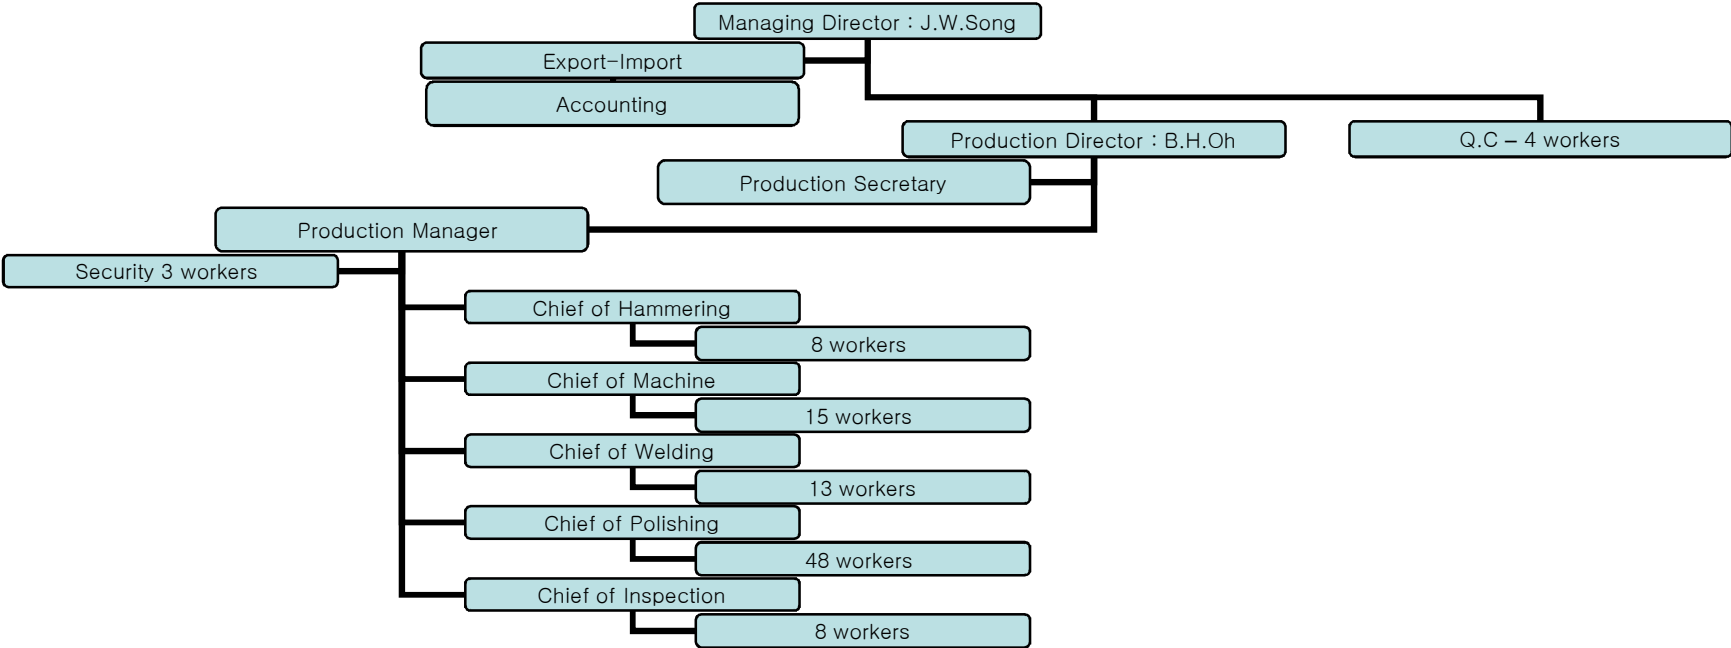 Managing Director : J.W.Song
Export-Import
Accounting
Production Director : B.H.Oh
Q.C – 4 workers
Production Secretary
Production Manager
Security 3 workers
Chief of Hammering
8 workers
Chief of Machine
15 workers
Chief of Welding
13 workers
Chief of Polishing
48 workers
Chief of Inspection
8 workers